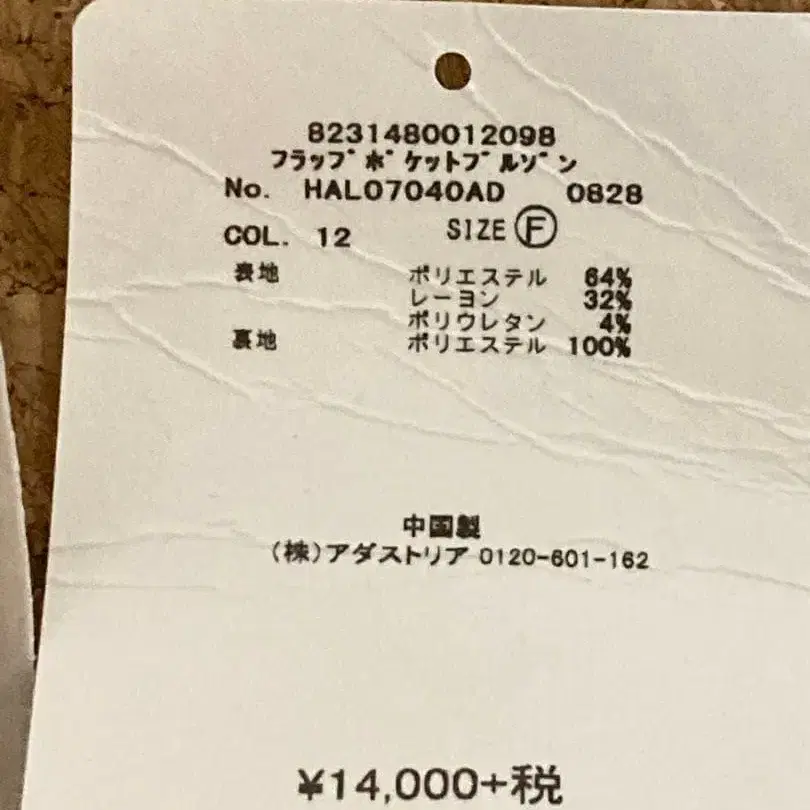 8231480012098
フラップポケットブルゾン
No. HAL07040AD 0828
COL. 12 SIZE Ⓕ
表地 ポリエステル 64%
レーヨン 32%
ポリウレタン 4%
裏地 ポリエステル 100%
中国製
(株)アダストリア 0120-601-162
¥14,000+税